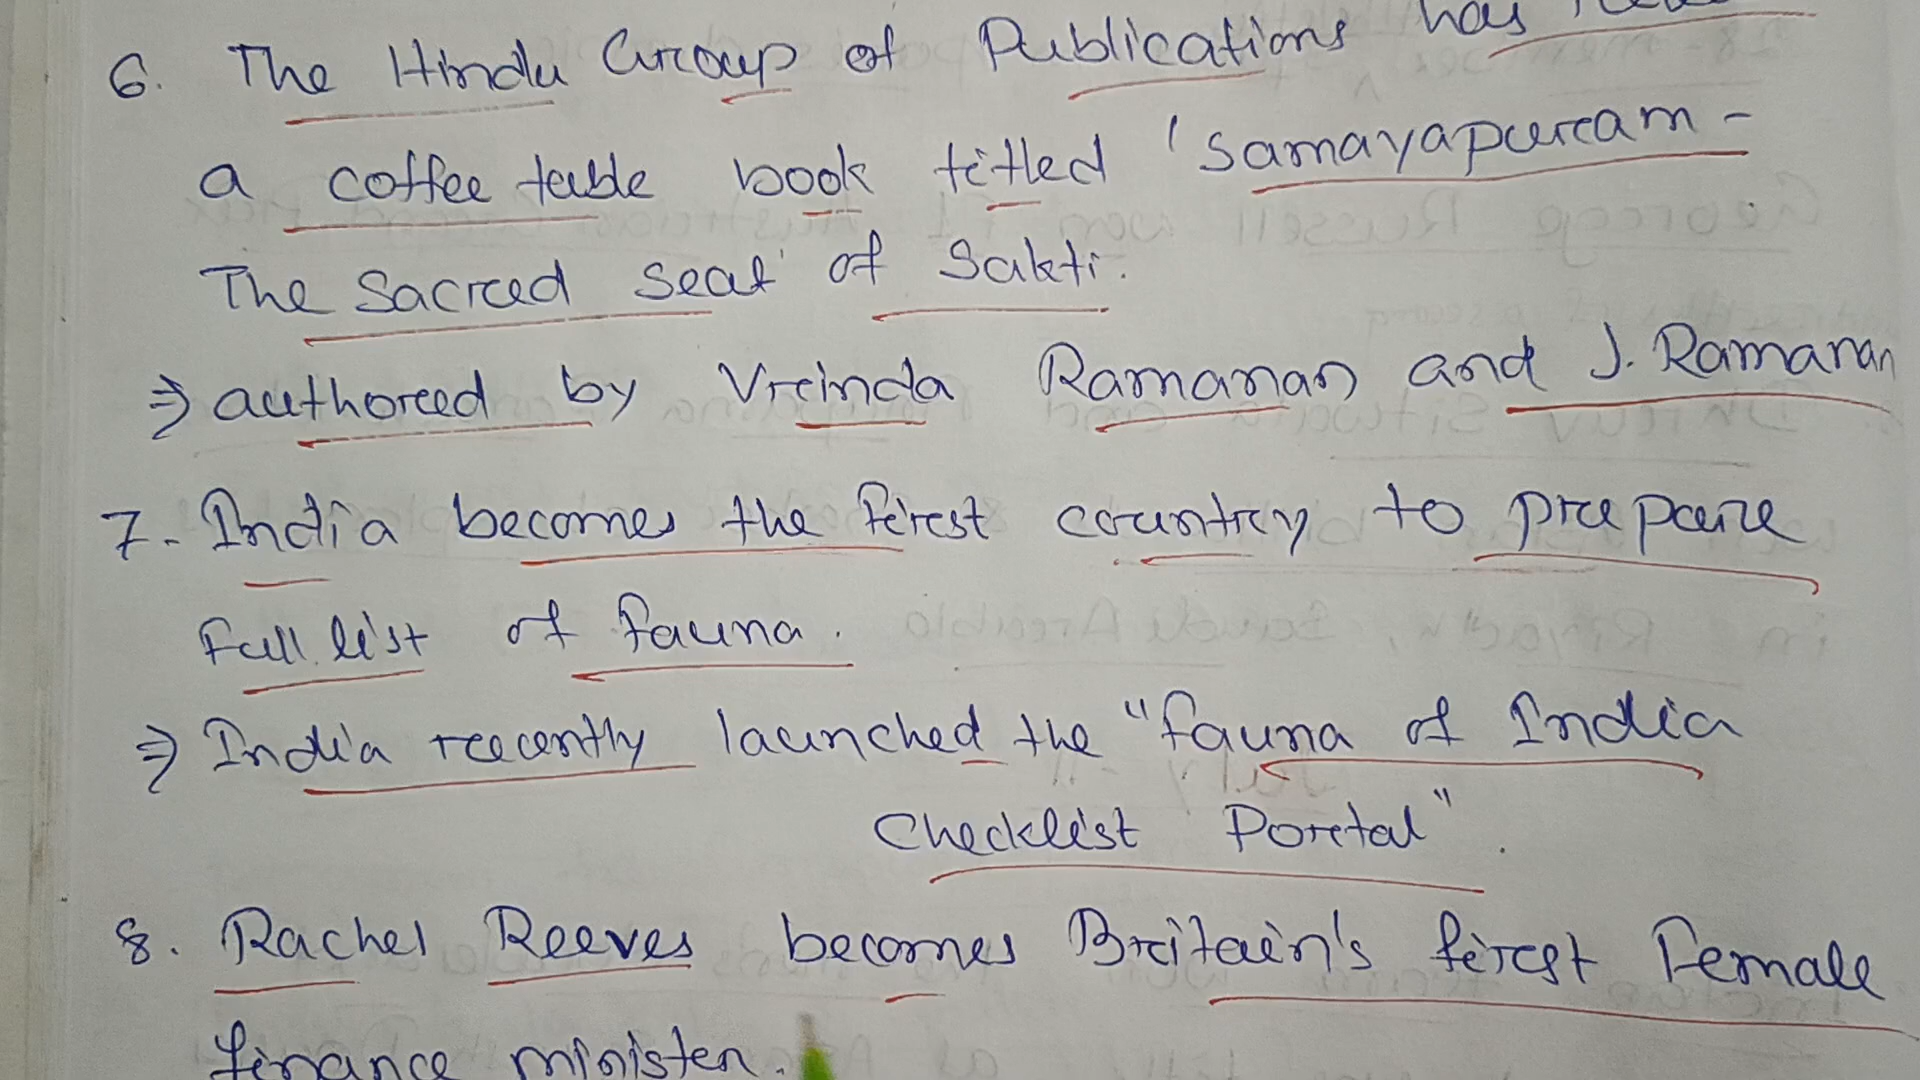 6. The Hindu Group of Publications has
a coffee table book titled 'Samayapuram -
The Sacred Seat' of Sakti.
⇒ authored by Vrinda Ramanan and J. Ramanan
7. India becomes the first country to prepare
Full list of fauna.
⇒ India recently launched the "Fauna of India
Checklist Portal".
8. Rachel Reeves becomes Britain's first Female
finance minister.